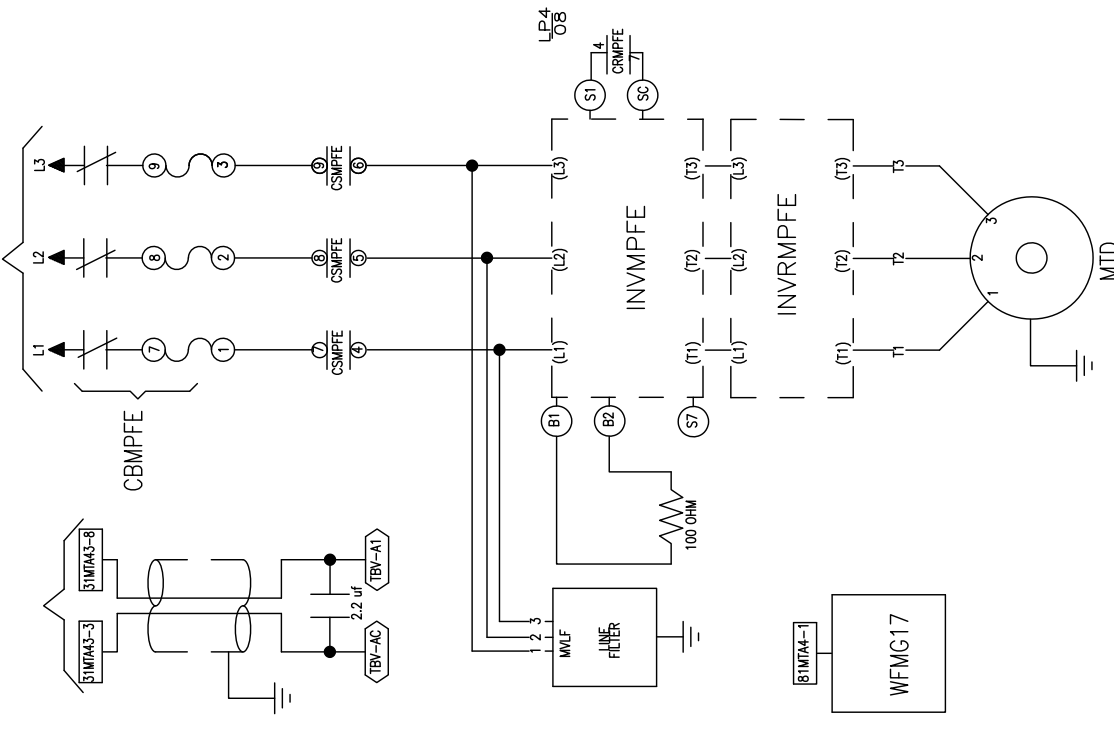 LP4
08
L1
L2
L3
7
8
9
1
2
3
CBMPFE
7
8
9
CSMPFE
CSMPFE
CSMPFE
4
5
6
31MTA43-3
31MTA43-8
2.2 uf
TBV-AC
TBV-A1
S1
4
CRMPFE
7
SC
(L1)
(L2)
(L3)
INVMPFE
B1
B2
S7
(T1)
(T2)
(T3)
100 OHM
(L1)
(L2)
(L3)
INVRMPFE
(T1)
(T2)
(T3)
1
2
3
MVLF
LINE
FILTER
T1
T2
T3
1
2
3
MTD
81MTA4-1
WFMG17